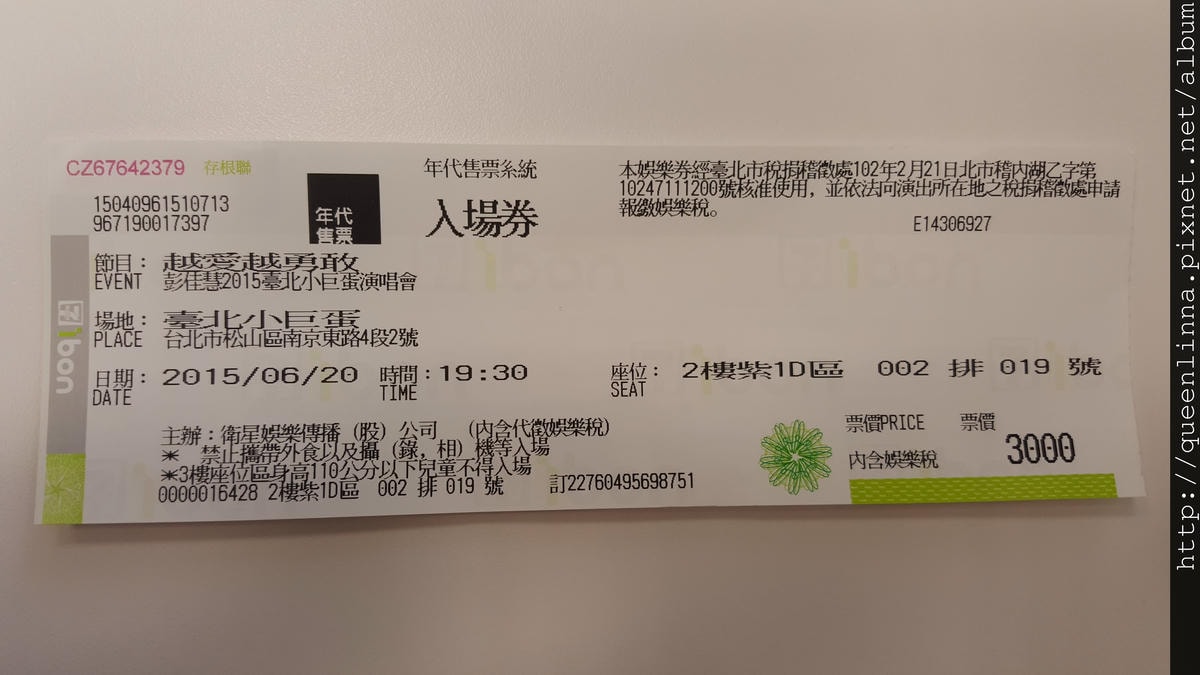 CZ67642379 存根聯
15040961510713
967190017397
年代
售票
年代售票系統
入場券
本娛樂券經臺北市稅捐稽徵處102年2月21日北市稽內湖乙字第
10247111200號核准使用，並依法向演出所在地之稅捐稽徵處申請
報繳娛樂稅。
E14306927
節目：越愛越勇敢
EVENT 彭佳慧2015臺北小巨蛋演唱會
場地：臺北小巨蛋
PLACE 台北市松山區南京東路4段2號
日期：2015/06/20 時間：19:30 座位：2樓紫1D區 002 排 019 號
DATE TIME SEAT
主辦：衛星娛樂傳播（股）公司 （內含代徵娛樂稅）
＊ 禁止攜帶外食以及攝（錄，相）機等入場
＊3樓座位區身高110公分以下兒童不得入場
0000016428 2樓紫1D區 002 排 019 號 訂22760495698751
票價PRICE 票價
內含娛樂稅 3000
ibon
http://queenlinna.pixnet.net/album